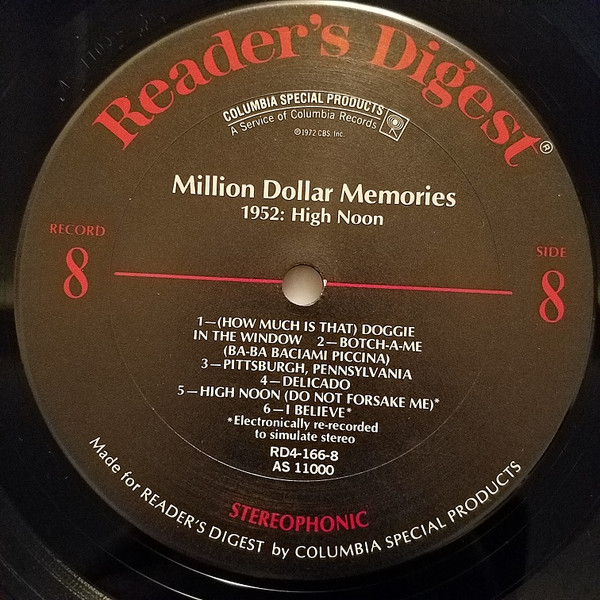 Reader's Digest®
COLUMBIA SPECIAL PRODUCTS
A Service of Columbia Records
©1972 CBS, Inc.
Million Dollar Memories
1952: High Noon
RECORD
8
SIDE
8
1—(HOW MUCH IS THAT) DOGGIE
IN THE WINDOW 2—BOTCH-A-ME
(BA-BA BACIAMI PICCINA)
3—PITTSBURGH, PENNSYLVANIA
4—DELICADO
5—HIGH NOON (DO NOT FORSAKE ME)*
6—I BELIEVE*
*Electronically re-recorded
to simulate stereo
RD4-166-8
AS 11000
STEREOPHONIC
Made for READER'S DIGEST by COLUMBIA SPECIAL PRODUCTS